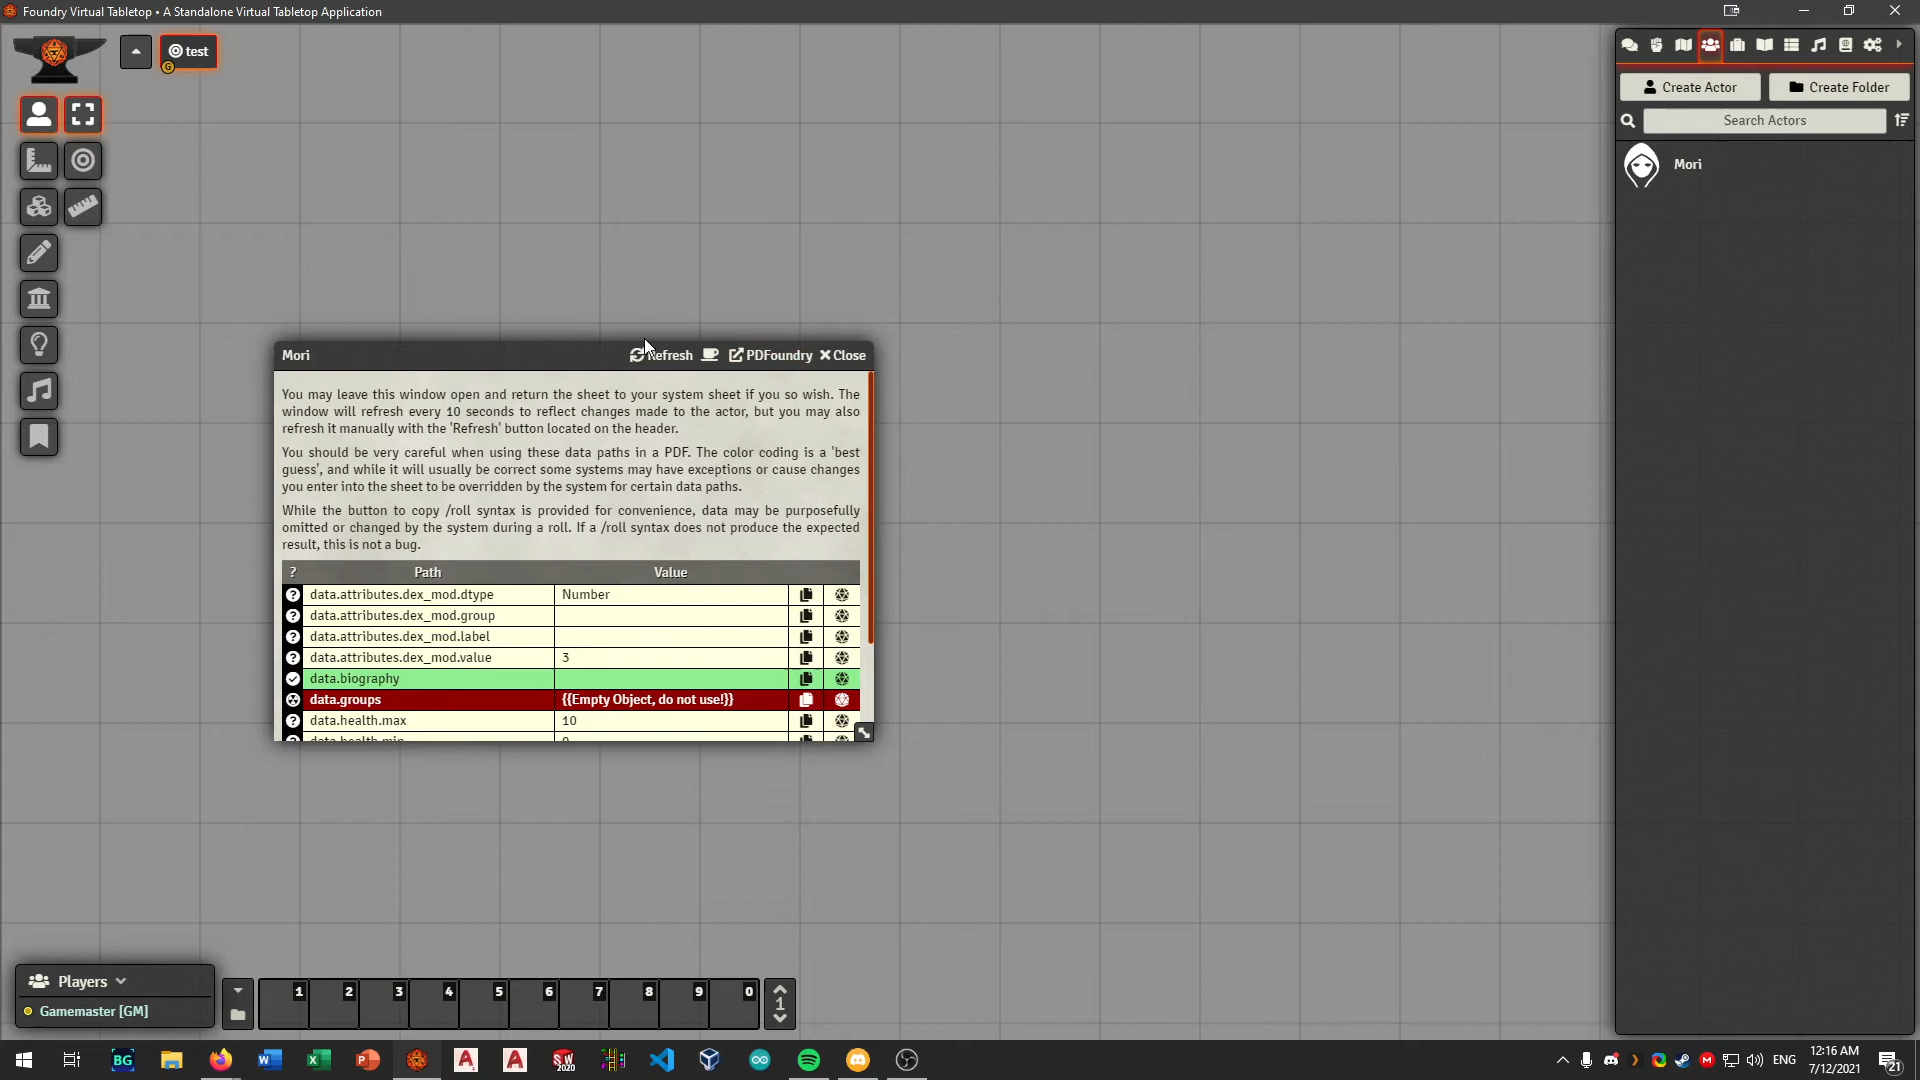 Foundry Virtual Tabletop • A Standalone Virtual Tabletop Application
test
G
Create Actor
Create Folder
Search Actors
Mori
Mori
Refresh
PDFoundry
Close
You may leave this window open and return the sheet to your system sheet if you so wish. The
window will refresh every 10 seconds to reflect changes made to the actor, but you may also
refresh it manually with the 'Refresh' button located on the header.
You should be very careful when using these data paths in a PDF. The color coding is a 'best
guess', and while it will usually be correct some systems may have exceptions or cause changes
you enter into the sheet to be overridden by the system for certain data paths.
While the button to copy /roll syntax is provided for convenience, data may be purposefully
omitted or changed by the system during a roll. If a /roll syntax does not produce the expected
result, this is not a bug.
? Path Value
data.attributes.dex_mod.dtype Number
data.attributes.dex_mod.group
data.attributes.dex_mod.label
data.attributes.dex_mod.value 3
data.biography
data.groups {{Empty Object, do not use!}}
data.health.max 10
data.health.min 0
Players
Gamemaster [GM]
1 2 3 4 5 6 7 8 9 0
1
BG
SW
2020
ENG
12:16 AM
7/12/2021
21